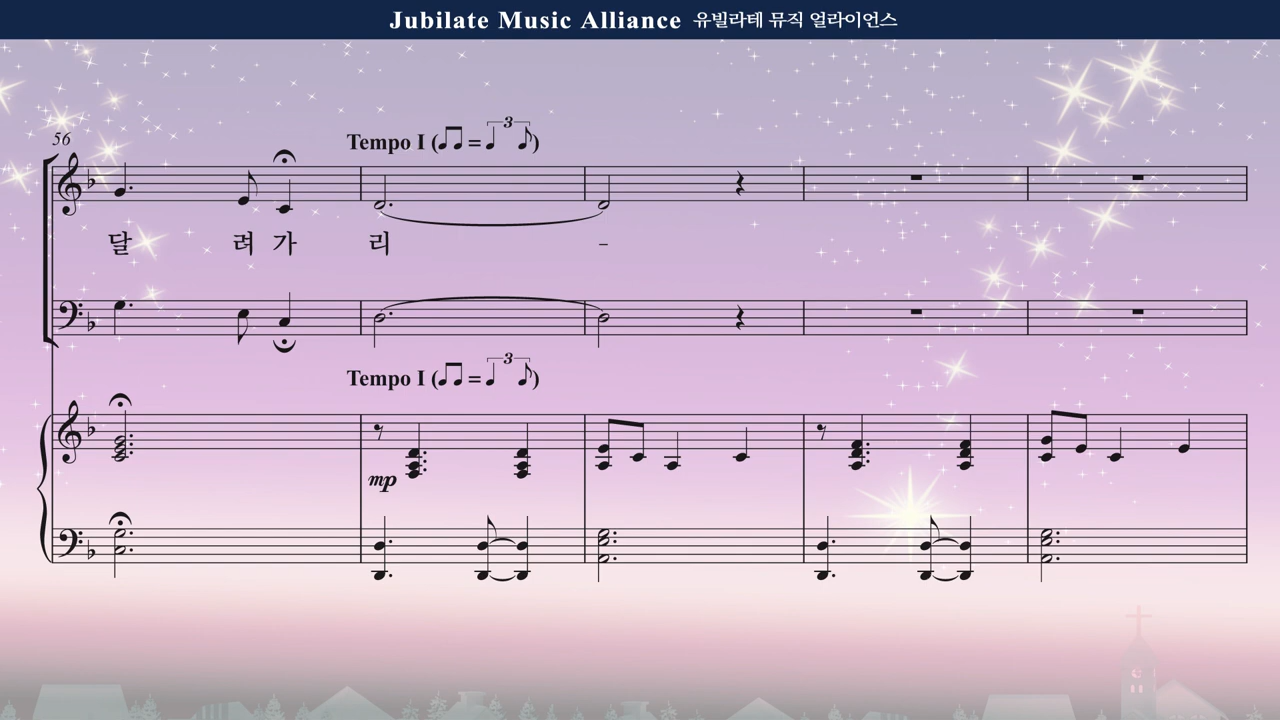 Jubilate Music Alliance 유빌라테 뮤직 얼라이언스
56
Tempo I (♫ = ♩ 3 ♪)
달 려 가 리 -
Tempo I (♫ = ♩ 3 ♪)
mp